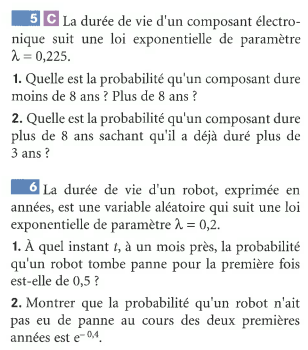 5 C La durée de vie d'un composant électro-
nique suit une loi exponentielle de paramètre
λ = 0,225.
1. Quelle est la probabilité qu'un composant dure
moins de 8 ans ? Plus de 8 ans ?
2. Quelle est la probabilité qu'un composant dure
plus de 8 ans sachant qu'il a déjà duré plus de
3 ans ?
6 La durée de vie d'un robot, exprimée en
années, est une variable aléatoire qui suit une loi
exponentielle de paramètre λ = 0,2.
1. À quel instant t, à un mois près, la probabilité
qu'un robot tombe panne pour la première fois
est-elle de 0,5 ?
2. Montrer que la probabilité qu'un robot n'ait
pas eu de panne au cours des deux premières
années est e⁻⁰,⁴.